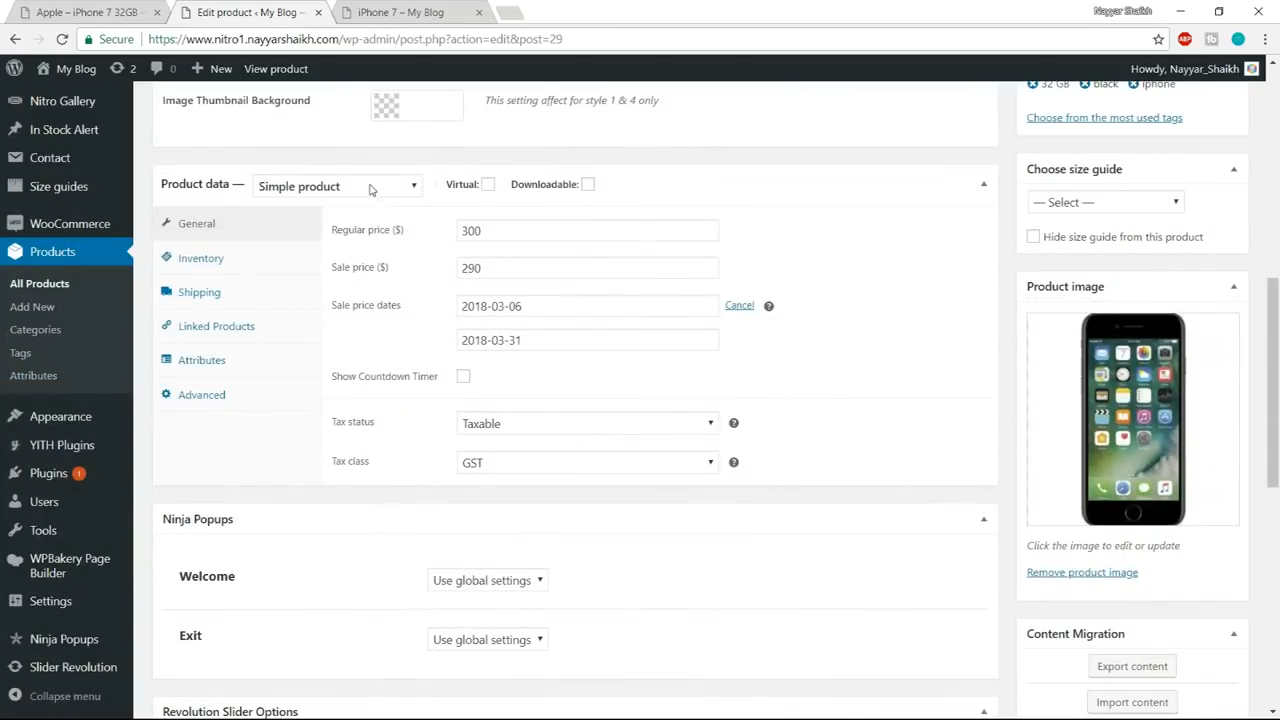 Apple – iPhone 7 32GB
Edit product ‹ My Blog —
iPhone 7 – My Blog
Nayyar Shaikh
Secure
https://www.nitro1.nayyarshaikh.com/wp-admin/post.php?action=edit&post=29
ABP
My Blog
2
0
New
View product
Howdy, Nayyar_Shaikh
Nitro Gallery
In Stock Alert
Contact
Size guides
WooCommerce
Products
All Products
Add New
Categories
Tags
Attributes
Appearance
YITH Plugins
Plugins 1
Users
Tools
Settings
WPBakery Page
Builder
Ninja Popups
Slider Revolution
Collapse menu
Image Thumbnail Background
This setting affect for style 1 & 4 only
Product data —
Simple product
Virtual:
Downloadable:
General
Inventory
Shipping
Linked Products
Attributes
Advanced
Regular price ($)
300
Sale price ($)
290
Sale price dates
2018-03-06
Cancel
2018-03-31
Show Countdown Timer
Tax status
Taxable
Tax class
GST
Ninja Popups
Welcome
Use global settings
Exit
Use global settings
Revolution Slider Options
32 GB
black
iphone
Choose from the most used tags
Choose size guide
— Select —
Hide size guide from this product
Product image
Click the image to edit or update
Remove product image
Content Migration
Export content
Import content